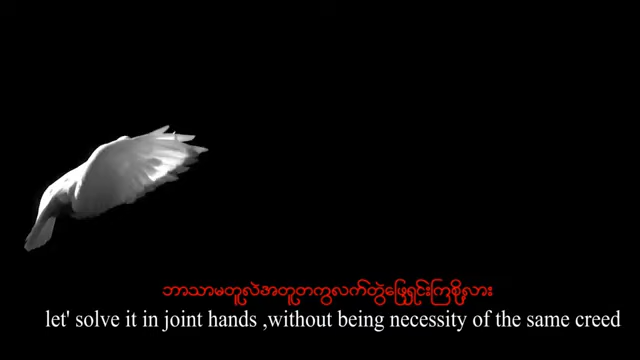 ဘာသာမတူလဲအတူတကွလက်တွဲဖြေရှင်းကြစို့လား
let' solve it in joint hands ,without being necessity of the same creed